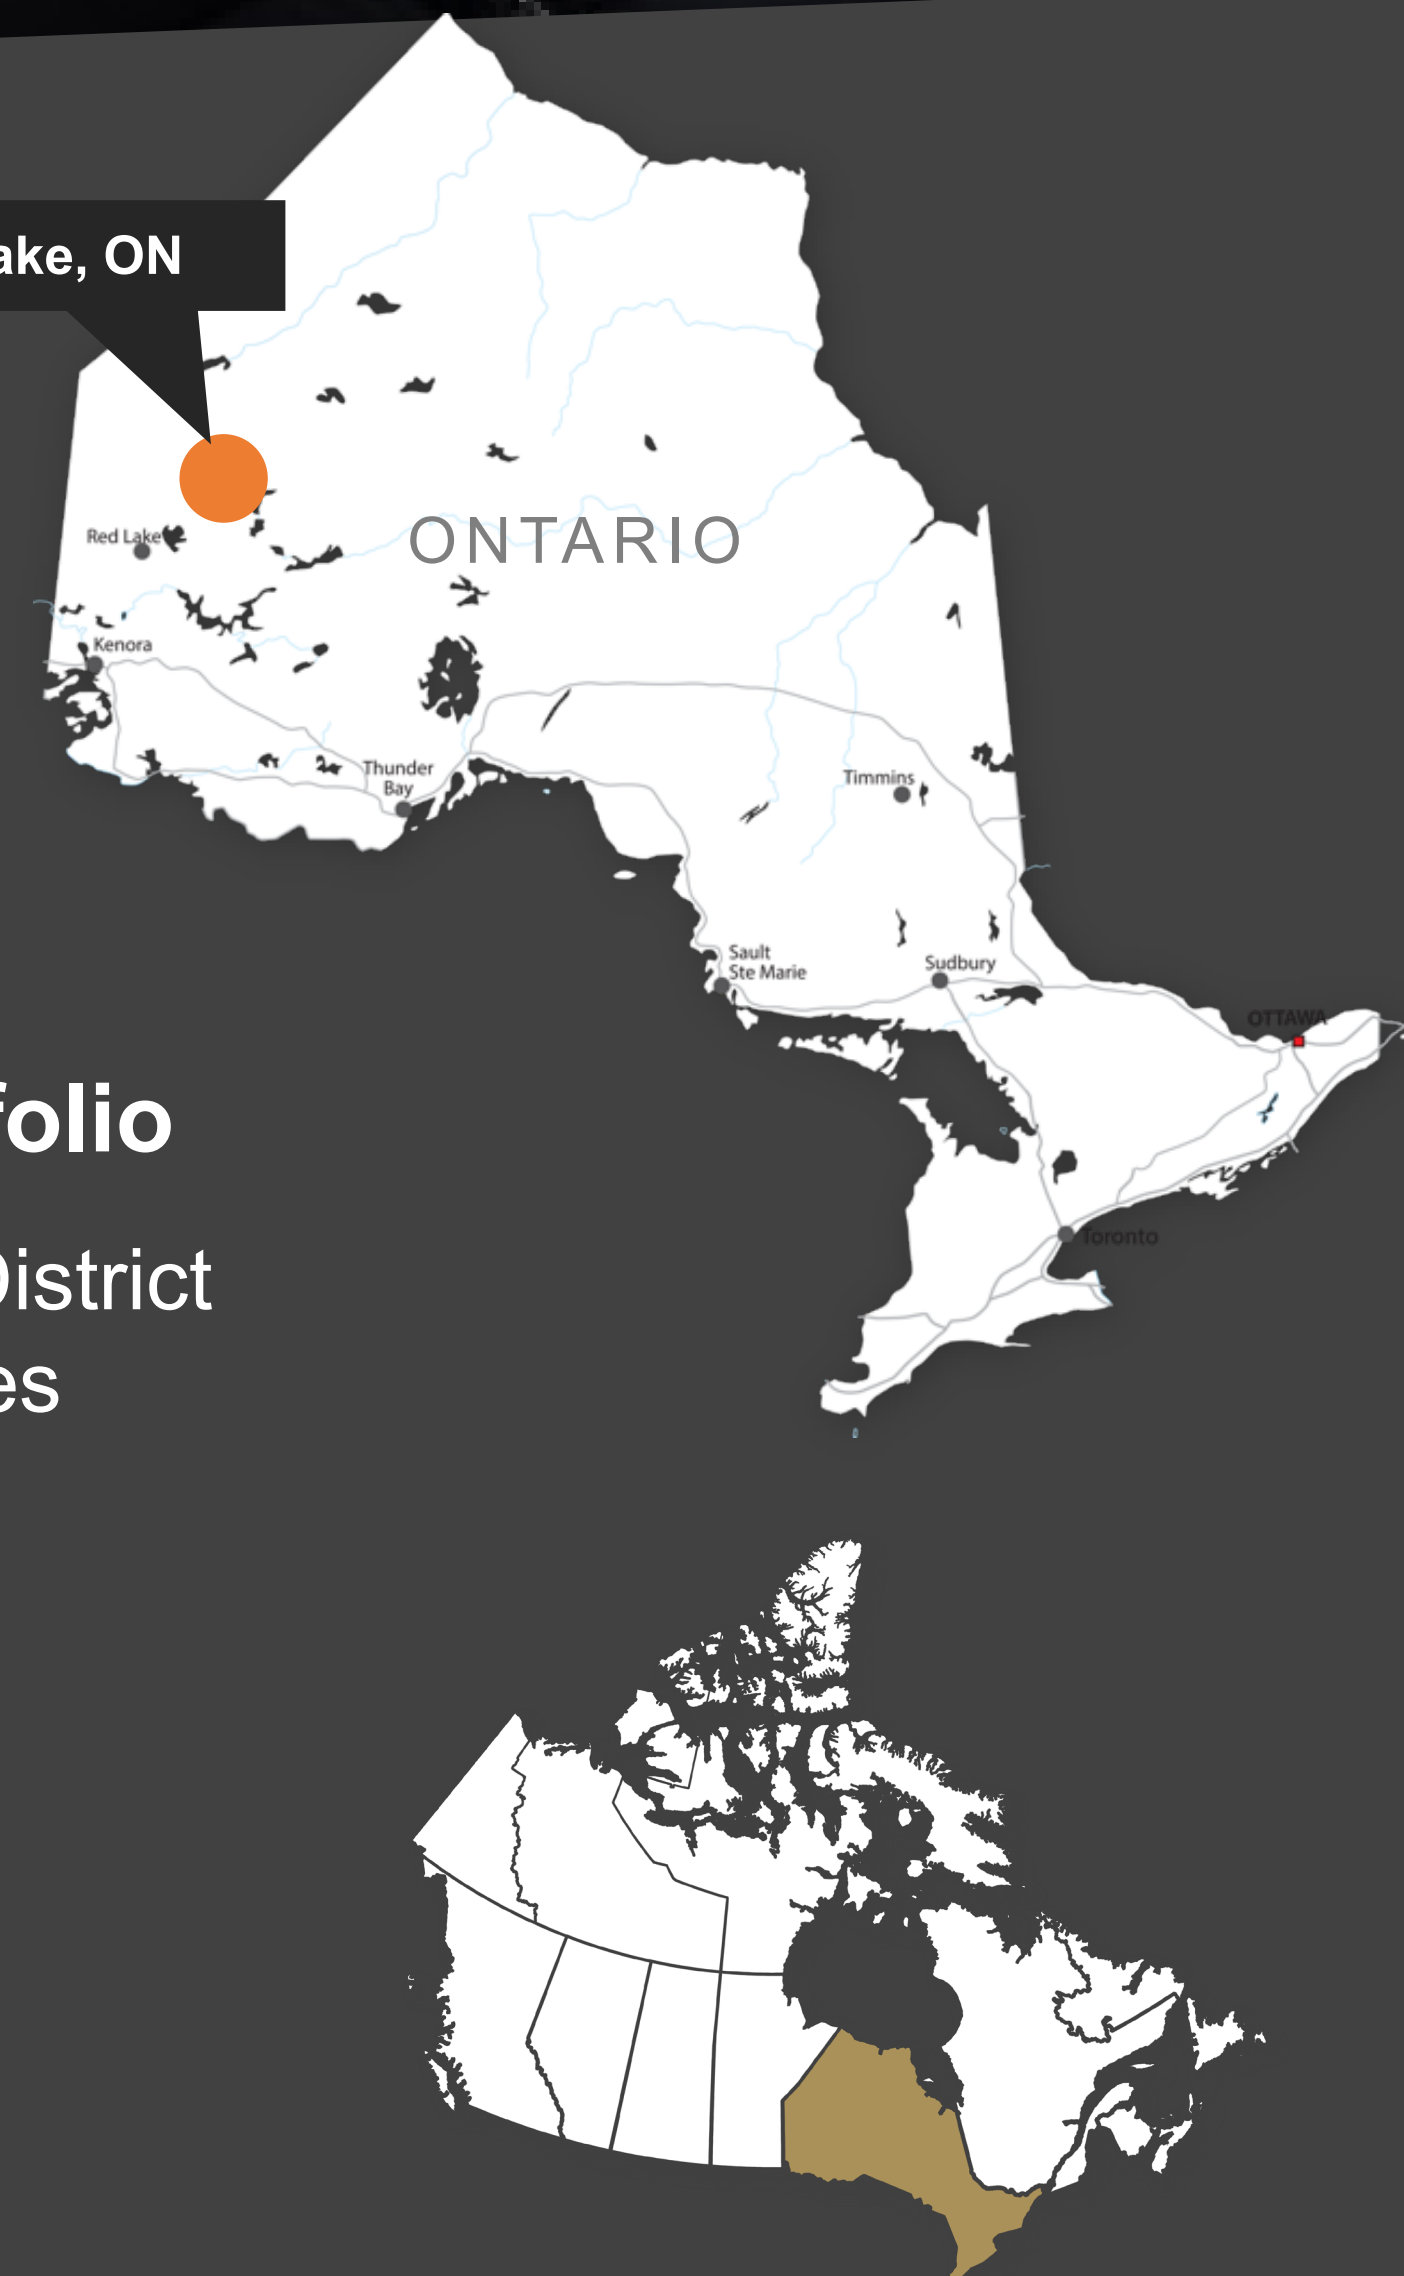 ake, ON
ONTARIO
Red Lake
Kenora
Thunder
Bay
Timmins
Sault
Ste Marie
Sudbury
OTTAWA
Toronto
folio
District
es